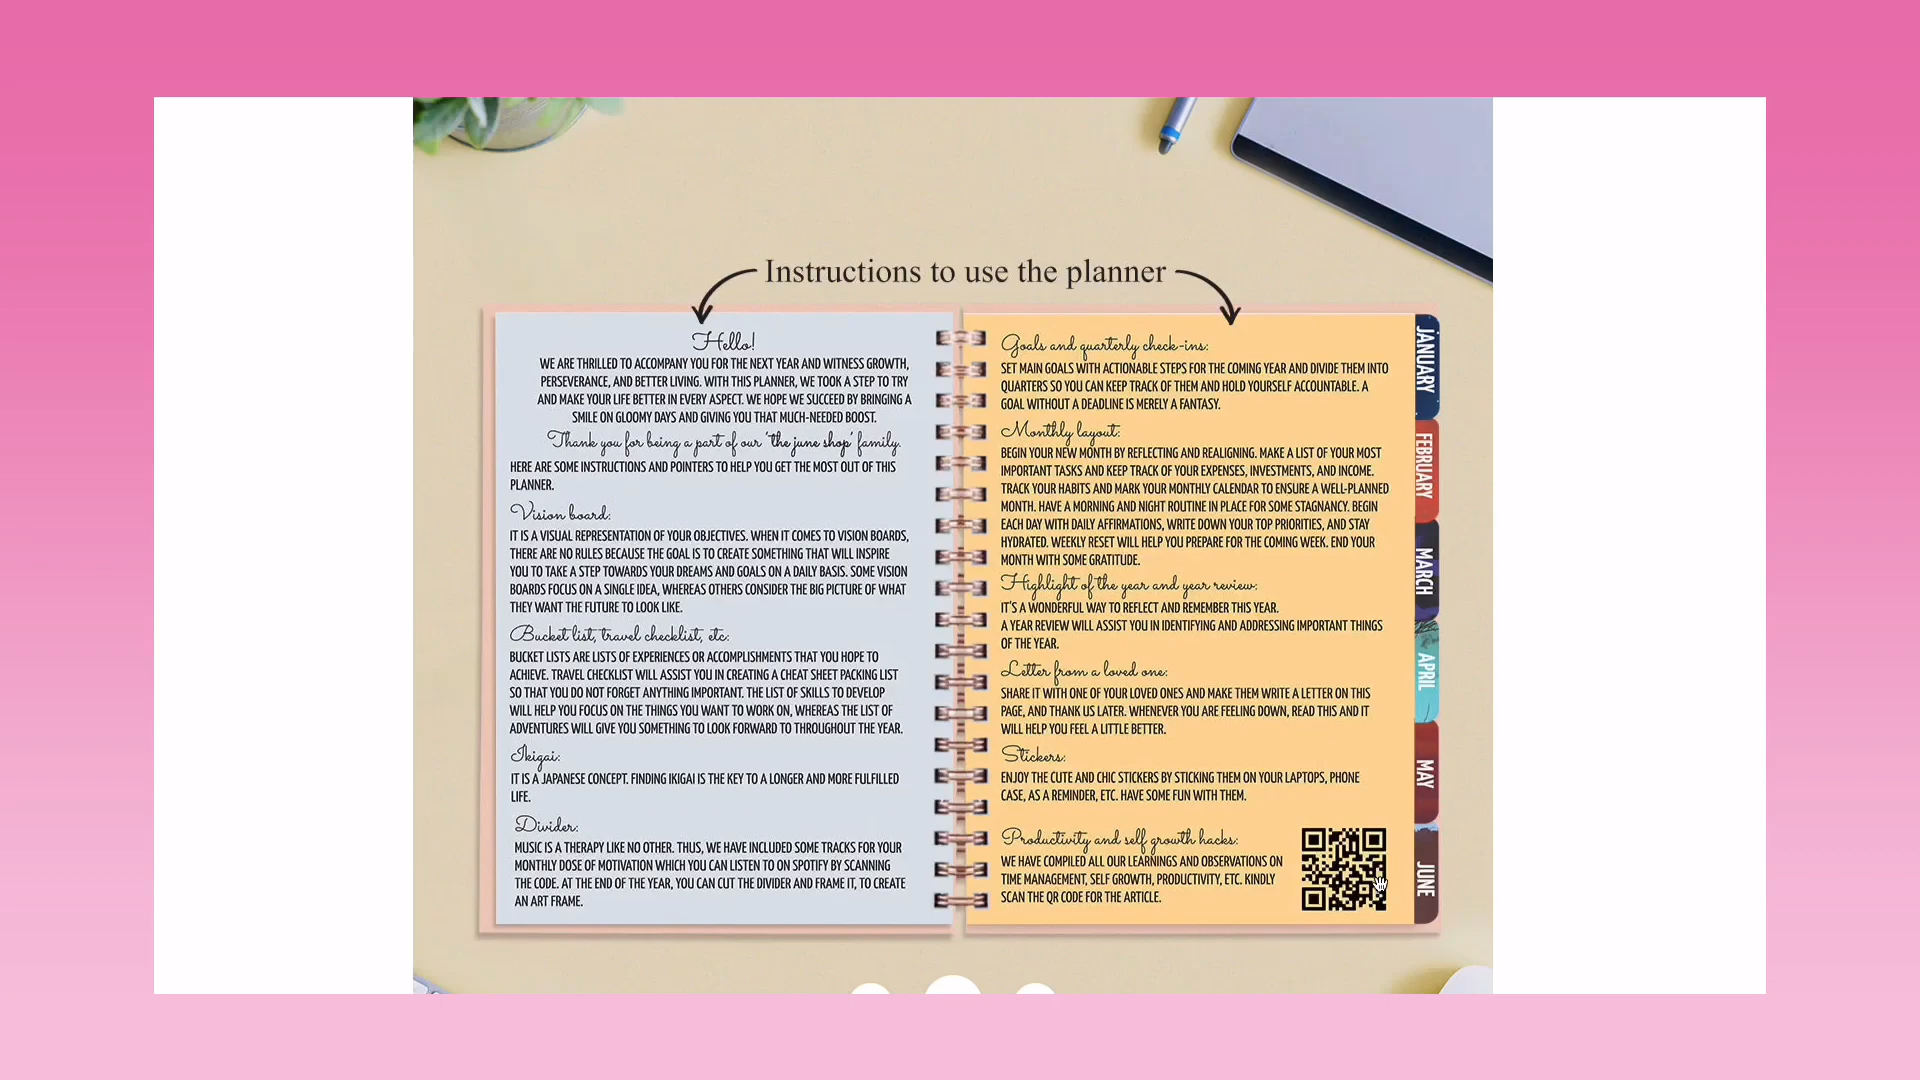 Instructions to use the planner
Hello!
WE ARE THRILLED TO ACCOMPANY YOU FOR THE NEXT YEAR AND WITNESS GROWTH,
PERSEVERANCE, AND BETTER LIVING. WITH THIS PLANNER, WE TOOK A STEP TO TRY
AND MAKE YOUR LIFE BETTER IN EVERY ASPECT. WE HOPE WE SUCCEED BY BRINGING A
SMILE ON GLOOMY DAYS AND GIVING YOU THAT MUCH-NEEDED BOOST.
Thank you for being a part of our 'the june shop' family.
HERE ARE SOME INSTRUCTIONS AND POINTERS TO HELP YOU GET THE MOST OUT OF THIS
PLANNER.
Vision board:
IT IS A VISUAL REPRESENTATION OF YOUR OBJECTIVES. WHEN IT COMES TO VISION BOARDS,
THERE ARE NO RULES BECAUSE THE GOAL IS TO CREATE SOMETHING THAT WILL INSPIRE
YOU TO TAKE A STEP TOWARDS YOUR DREAMS AND GOALS ON A DAILY BASIS. SOME VISION
BOARDS FOCUS ON A SINGLE IDEA, WHEREAS OTHERS CONSIDER THE BIG PICTURE OF WHAT
THEY WANT THE FUTURE TO LOOK LIKE.
Bucket list, travel checklist, etc:
BUCKET LISTS ARE LISTS OF EXPERIENCES OR ACCOMPLISHMENTS THAT YOU HOPE TO
ACHIEVE. TRAVEL CHECKLIST WILL ASSIST YOU IN CREATING A CHEAT SHEET PACKING LIST
SO THAT YOU DO NOT FORGET ANYTHING IMPORTANT. THE LIST OF SKILLS TO DEVELOP
WILL HELP YOU FOCUS ON THE THINGS YOU WANT TO WORK ON, WHEREAS THE LIST OF
ADVENTURES WILL GIVE YOU SOMETHING TO LOOK FORWARD TO THROUGHOUT THE YEAR.
Ikigai:
IT IS A JAPANESE CONCEPT. FINDING IKIGAI IS THE KEY TO A LONGER AND MORE FULFILLED
LIFE.
Divider:
MUSIC IS A THERAPY LIKE NO OTHER. THUS, WE HAVE INCLUDED SOME TRACKS FOR YOUR
MONTHLY DOSE OF MOTIVATION WHICH YOU CAN LISTEN TO ON SPOTIFY BY SCANNING
THE CODE. AT THE END OF THE YEAR, YOU CAN CUT THE DIVIDER AND FRAME IT, TO CREATE
AN ART FRAME.
Goals and quarterly check-ins:
SET MAIN GOALS WITH ACTIONABLE STEPS FOR THE COMING YEAR AND DIVIDE THEM INTO
QUARTERS SO YOU CAN KEEP TRACK OF THEM AND HOLD YOURSELF ACCOUNTABLE. A
GOAL WITHOUT A DEADLINE IS MERELY A FANTASY.
Monthly layout:
BEGIN YOUR NEW MONTH BY REFLECTING AND REALIGNING. MAKE A LIST OF YOUR MOST
IMPORTANT TASKS AND KEEP TRACK OF YOUR EXPENSES, INVESTMENTS, AND INCOME.
TRACK YOUR HABITS AND MARK YOUR MONTHLY CALENDAR TO ENSURE A WELL-PLANNED
MONTH. HAVE A MORNING AND NIGHT ROUTINE IN PLACE FOR SOME STAGNANCY. BEGIN
EACH DAY WITH DAILY AFFIRMATIONS, WRITE DOWN YOUR TOP PRIORITIES, AND STAY
HYDRATED. WEEKLY RESET WILL HELP YOU PREPARE FOR THE COMING WEEK. END YOUR
MONTH WITH SOME GRATITUDE.
Highlight of the year and year review:
IT'S A WONDERFUL WAY TO REFLECT AND REMEMBER THIS YEAR.
A YEAR REVIEW WILL ASSIST YOU IN IDENTIFYING AND ADDRESSING IMPORTANT THINGS
OF THE YEAR.
Letter from a loved one:
SHARE IT WITH ONE OF YOUR LOVED ONES AND MAKE THEM WRITE A LETTER ON THIS
PAGE, AND THANK US LATER. WHENEVER YOU ARE FEELING DOWN, READ THIS AND IT
WILL HELP YOU FEEL A LITTLE BETTER.
Stickers:
ENJOY THE CUTE AND CHIC STICKERS BY STICKING THEM ON YOUR LAPTOPS, PHONE
CASE, AS A REMINDER, ETC. HAVE SOME FUN WITH THEM.
Productivity and self growth hacks:
WE HAVE COMPILED ALL OUR LEARNINGS AND OBSERVATIONS ON
TIME MANAGEMENT, SELF GROWTH, PRODUCTIVITY, ETC. KINDLY
SCAN THE QR CODE FOR THE ARTICLE.
JANUARY
FEBRUARY
MARCH
APRIL
MAY
JUNE